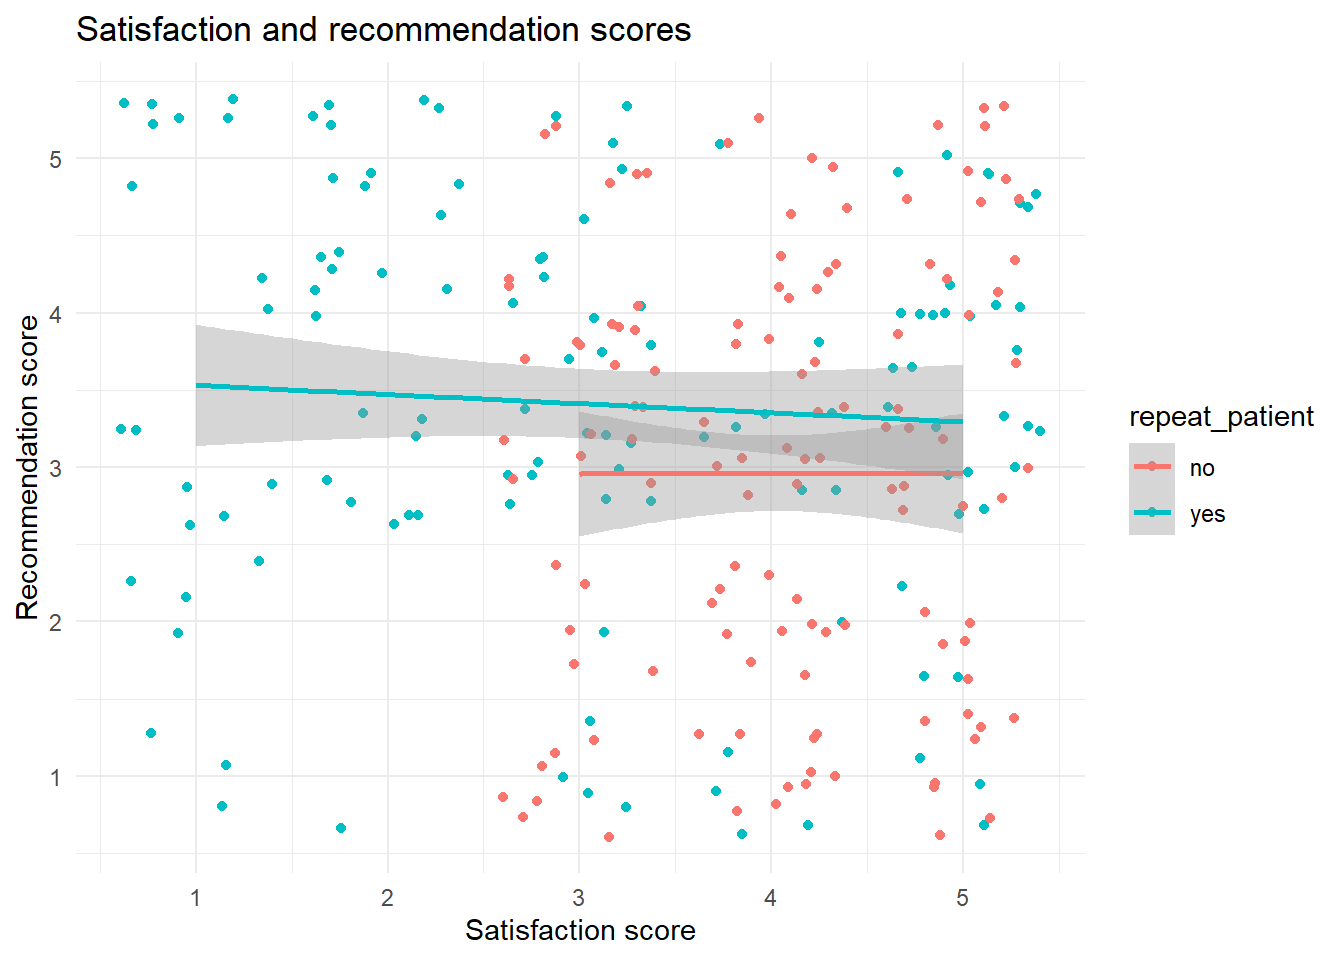 Satisfaction and recommendation scores
Recommendation score
5
4
3
2
1
1 2 3 4 5
Satisfaction score
repeat_patient
no
yes